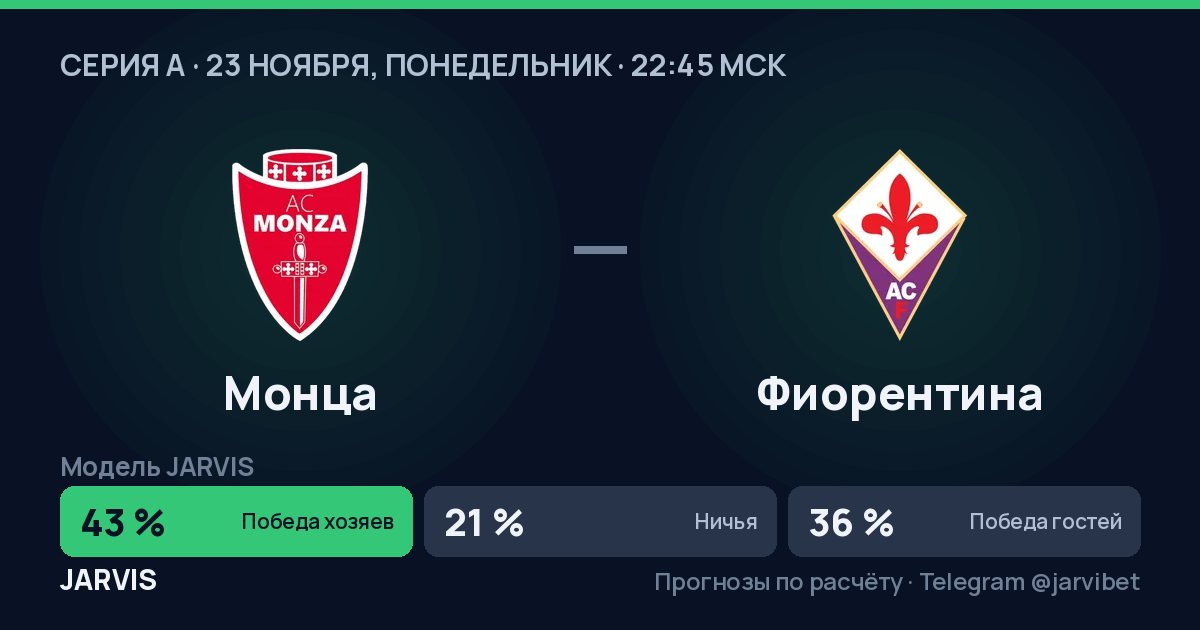 СЕРИЯ А · 23 НОЯБРЯ, ПОНЕДЕЛЬНИК · 22:45 МСК
AC
MONZA
AC
F
Монца
—
Фиорентина
Модель JARVIS
43 % Победа хозяев
21 % Ничья
36 % Победа гостей
JARVIS
Прогнозы по расчёту · Telegram @jarvibet